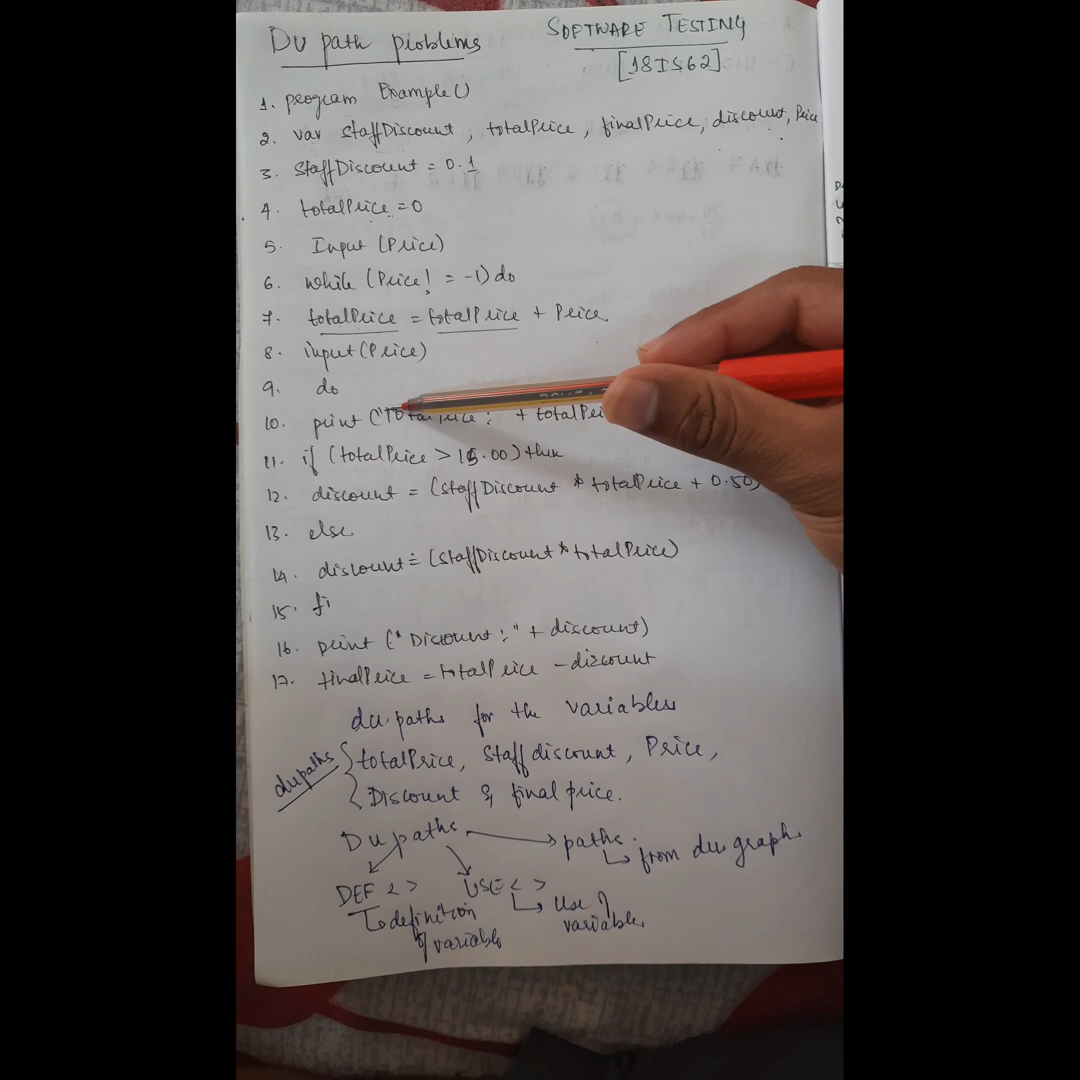 Du path problems
SOFTWARE TESTING
[18IS62]
1. program Example()
2. var staffDiscount, totalPrice, finalPrice, discount, Price
3. StaffDiscount = 0.1
4. totalPrice = 0
5. Input (Price)
6. while (Price! = -1) do
7. totalPrice = totalPrice + Price
8. input (Price)
9. do
10. print ("TotalPrice: + totalPri
11. if (totalPrice > 15.00) then
12. discount = (staffDiscount * totalPrice + 0.50)
13. else
14. discount = (staffDiscount * totalPrice)
15. fi
16. print (" Discount : " + discount)
17. finalPrice = totalPrice - discount
du paths for the variables
du paths
totalPrice, Staff discount, Price,
Discount & final price.
Du paths
paths.
from du graph
DEF < >
USE < >
definition
of variable
Use of
variable